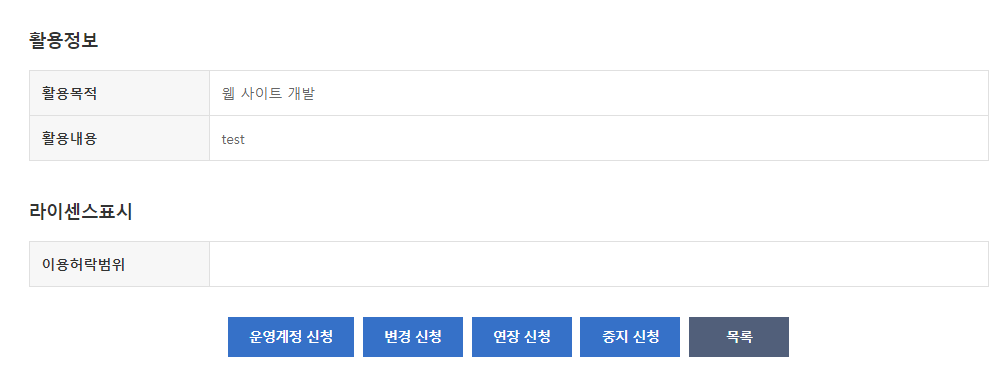 활용정보
활용목적 웹 사이트 개발
활용내용 test
라이센스표시
이용허락범위
운영계정 신청 변경 신청 연장 신청 중지 신청 목록